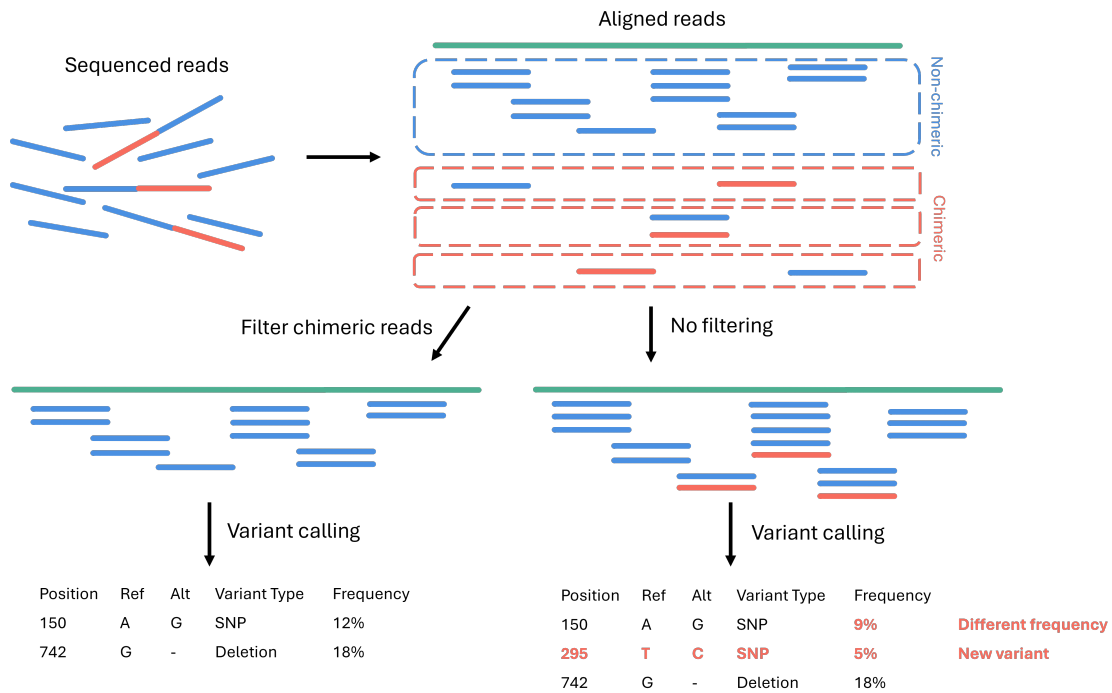 Aligned reads
Sequenced reads
Non-chimeric
Chimeric
Filter chimeric reads
No filtering
Variant calling
Position Ref Alt Variant Type Frequency
150 A G SNP 12%
742 G - Deletion 18%
Variant calling
Position Ref Alt Variant Type Frequency
150 A G SNP 9% Different frequency
295 T C SNP 5% New variant
742 G - Deletion 18%